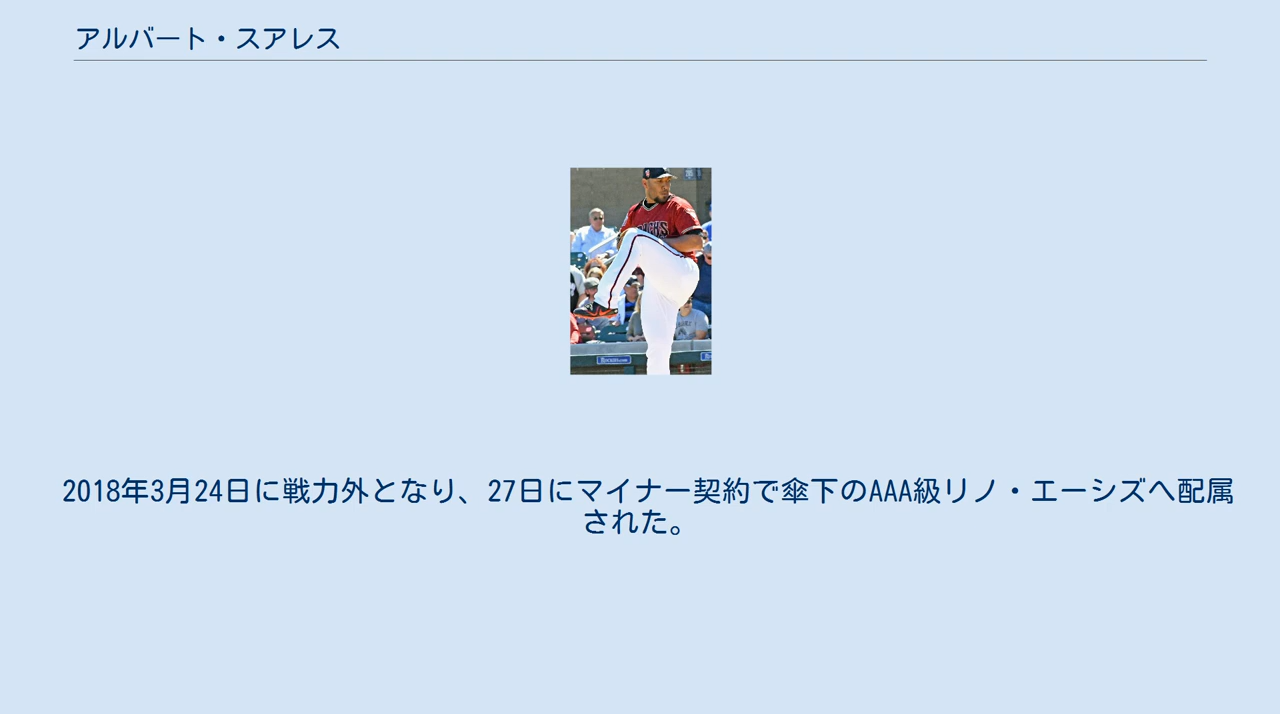 アルバート・スアレス
2018年3月24日に戦力外となり、27日にマイナー契約で傘下のAAA級リノ・エーシズへ配属
された。